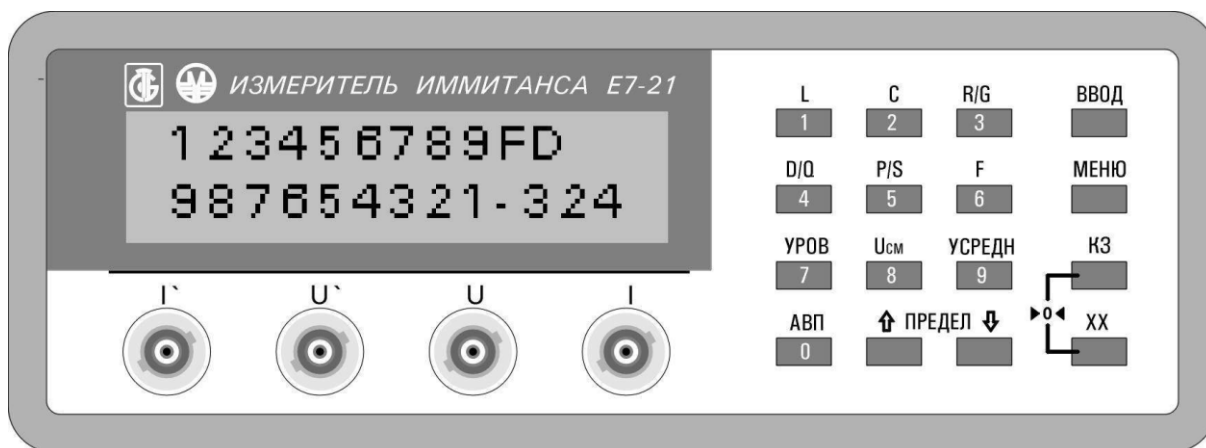 ИЗМЕРИТЕЛЬ ИММИТАНСА Е7-21
123456789FD
987654321-324
I` U` U I
L C R/G ВВОД
1 2 3
D/Q P/S F МЕНЮ
4 5 6
УРОВ Uсм УСРЕДН КЗ
7 8 9
АВП ПРЕДЕЛ 0 ХХ
0